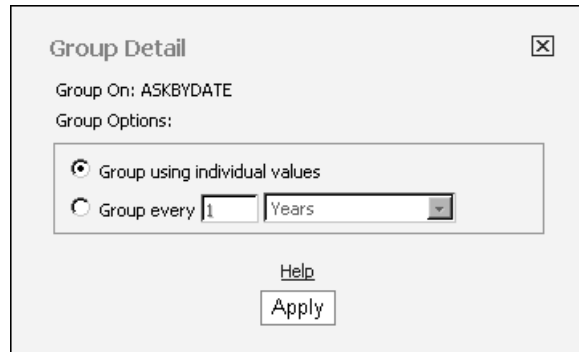 Group Detail
Group On: ASKBYDATE
Group Options:
Group using individual values
Group every 1 Years
Help
Apply